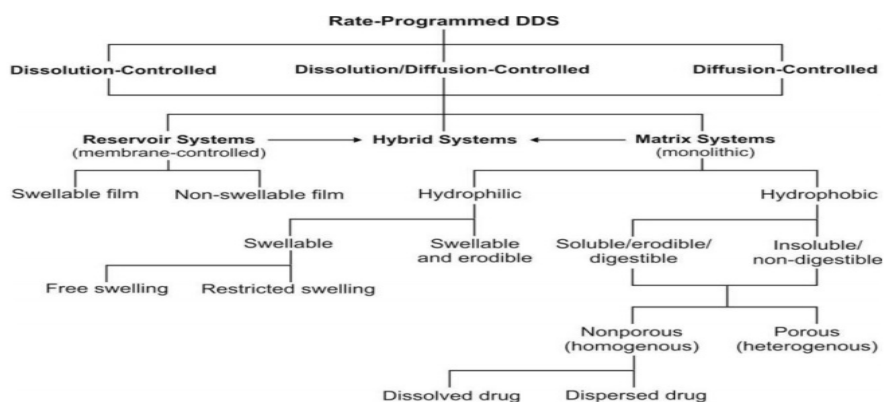 Rate-Programmed DDS
Dissolution-Controlled Dissolution/Diffusion-Controlled Diffusion-Controlled
Reservoir Systems Hybrid Systems Matrix Systems
(membrane-controlled) (monolithic)
Swellable film Non-swellable film Hydrophilic Hydrophobic
Swellable Swellable Soluble/erodible/ Insoluble/
and erodible digestible non-digestible
Free swelling Restricted swelling
Nonporous Porous
(homogenous) (heterogenous)
Dissolved drug Dispersed drug